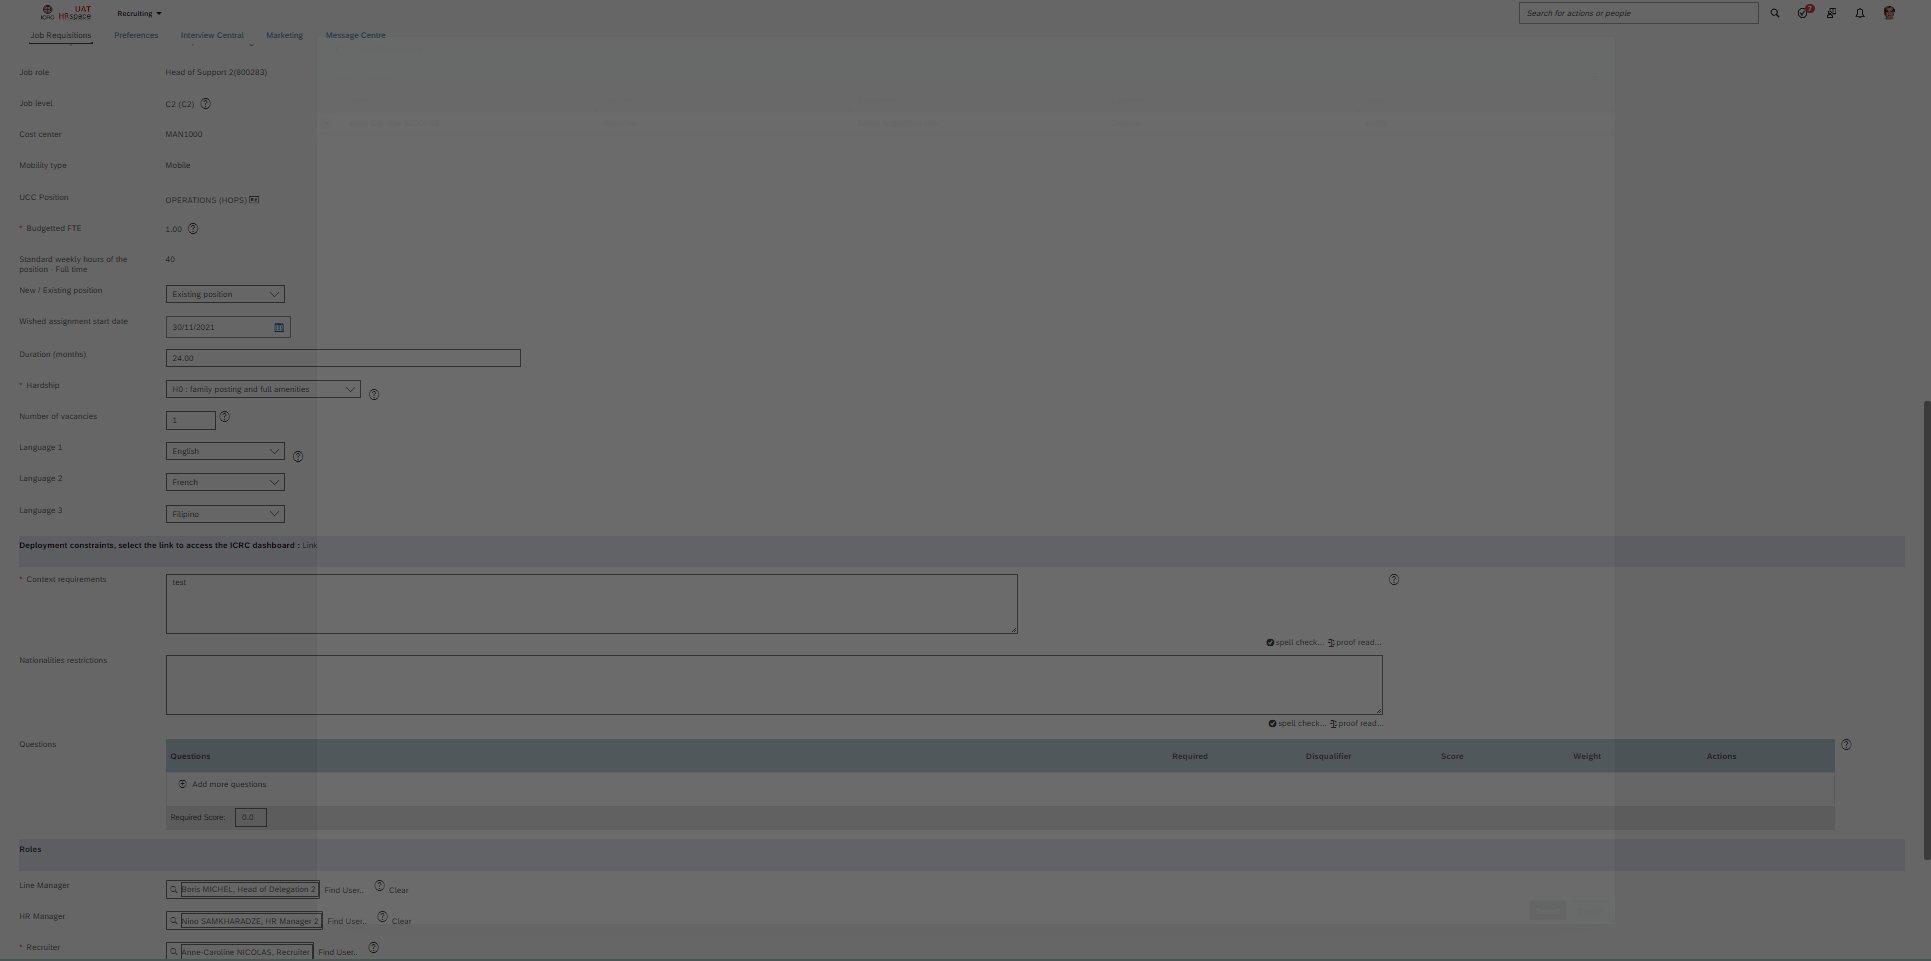 UAT
ICRC HRspace
Recruiting
Search for actions or people
7
Job Requisitions Preferences Interview Central Marketing Message Centre
Job role Head of Support 2(800283)
Job level C2 (C2)
Cost center MAN1000
Mobility type Mobile
UCC Position OPERATIONS (HOPS)
* Budgetted FTE 1.00
Standard weekly hours of the 40
position - Full time
New / Existing position Existing position
Wished assignment start date 30/11/2021
Duration (months) 24.00
* Hardship H0 : family posting and full amenities
Number of vacancies 1
Language 1 English
Language 2 French
Language 3 Filipino
Deployment constraints, select the link to access the ICRC dashboard : Link
* Context requirements test
spell check... proof read...
Nationalities restrictions
spell check... proof read...
Questions
Questions Required Disqualifier Score Weight Actions
Add more questions
Required Score: 0.0
Roles
Line Manager Boris MICHEL, Head of Delegation 2 Find User.. Clear
HR Manager Nino SAMKHARADZE, HR Manager 2 Find User.. Clear
* Recruiter Anne-Caroline NICOLAS, Recruiter Find User..